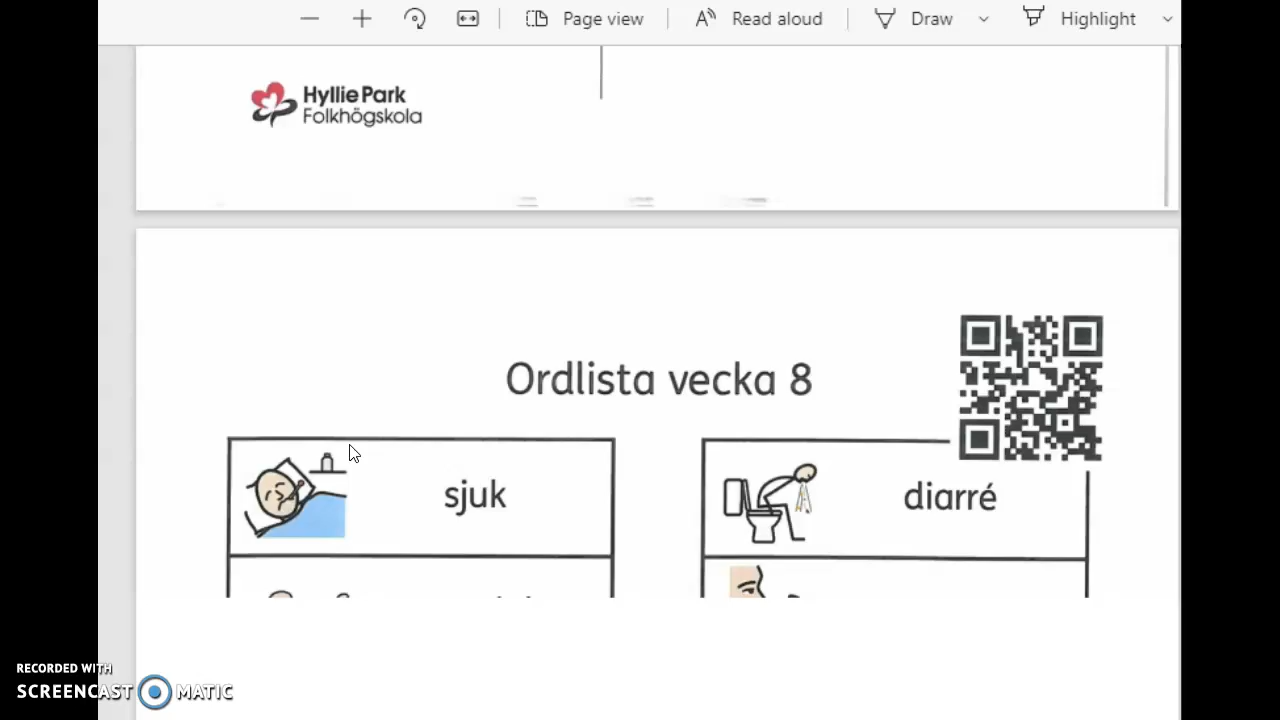 Page view
Read aloud
Draw
Highlight
Hyllie Park
Folkhögskola
Ordlista vecka 8
sjuk
diarré
RECORDED WITH
SCREENCAST MATIC